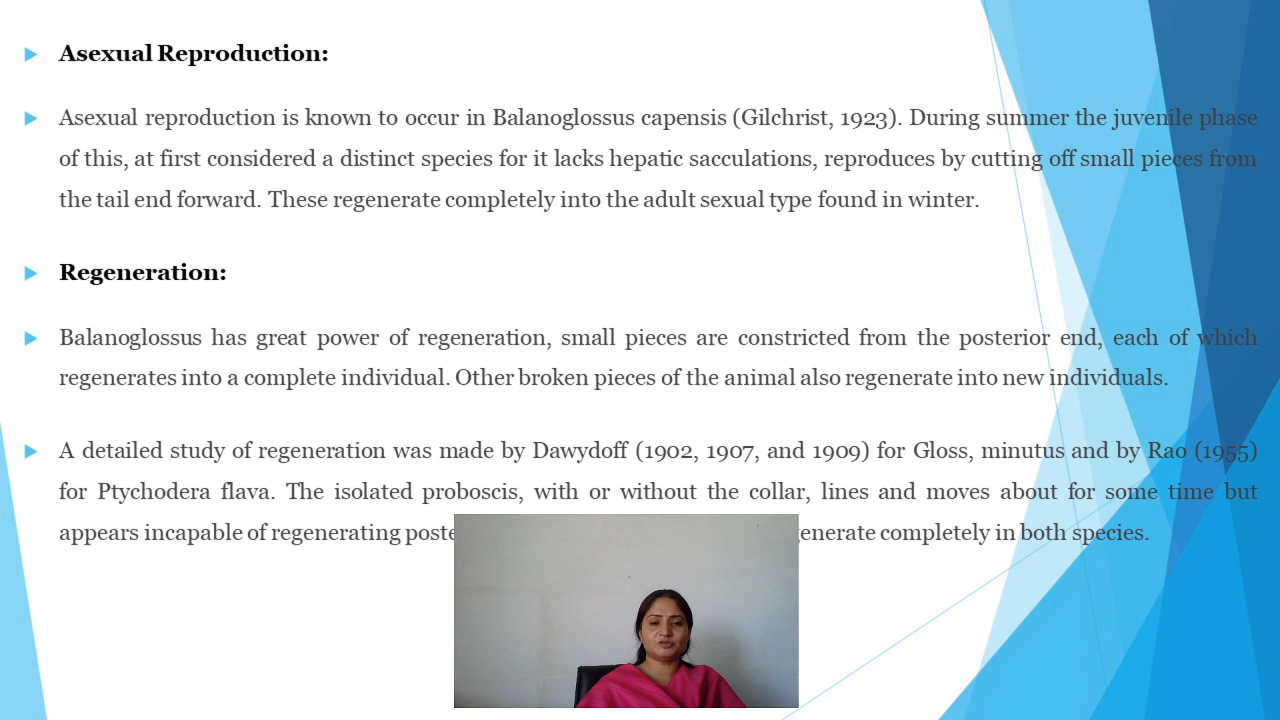 Asexual Reproduction:
Asexual reproduction is known to occur in Balanoglossus capensis (Gilchrist, 1923). During summer the juvenile phase
of this, at first considered a distinct species for it lacks hepatic sacculations, reproduces by cutting off small pieces from
the tail end forward. These regenerate completely into the adult sexual type found in winter.
Regeneration:
Balanoglossus has great power of regeneration, small pieces are constricted from the posterior end, each of which
regenerates into a complete individual. Other broken pieces of the animal also regenerate into new individuals.
A detailed study of regeneration was made by Dawydoff (1902, 1907, and 1909) for Gloss, minutus and by Rao (1955)
for Ptychodera flava. The isolated proboscis, with or without the collar, lines and moves about for some time but
appears incapable of regenerating completely in both species.